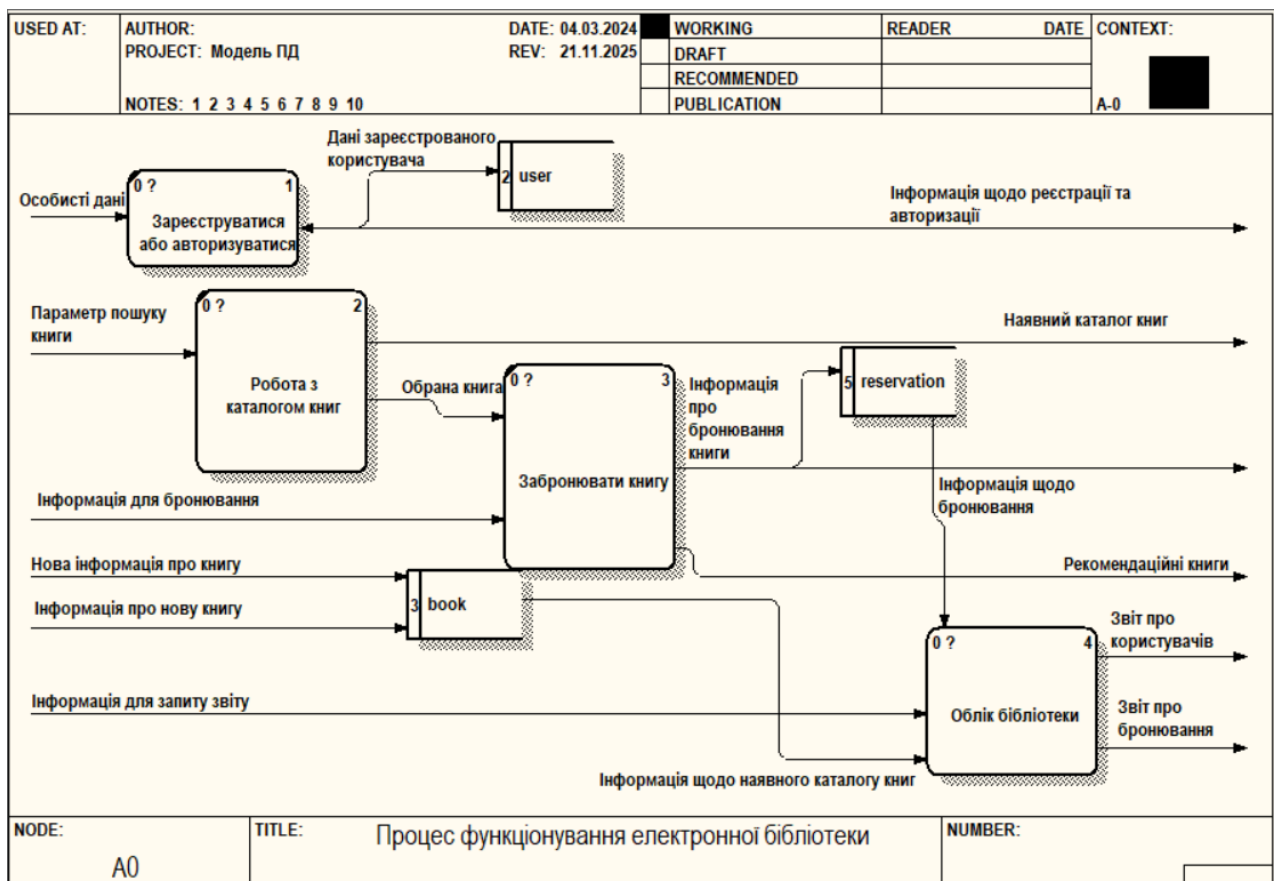 USED AT:
AUTHOR:
DATE: 04.03.2024
PROJECT: Модель ПД
REV: 21.11.2025
NOTES: 1 2 3 4 5 6 7 8 9 10
WORKING
DRAFT
RECOMMENDED
PUBLICATION
READER
DATE
CONTEXT:
A-0
Дані зареєстрованого
користувача
2 user
Особисті дані
0 ? 1
Зареєструватися
або авторизуватися
Інформація щодо реєстрації та
авторизації
Параметр пошуку
книги
0 ? 2
Робота з
каталогом книг
Наявний каталог книг
Обрана книга
0 ? 3
Забронювати книгу
Інформація
про
бронювання
книги
5 reservation
Інформація для бронювання
Інформація щодо
бронювання
Нова інформація про книгу
Рекомендаційні книги
3 book
Інформація про нову книгу
Звіт про
користувачів
0 ? 4
Облік бібліотеки
Інформація для запиту звіту
Звіт про
бронювання
Інформація щодо наявного каталогу книг
NODE:
A0
TITLE:
Процес функціонування електронної бібліотеки
NUMBER: